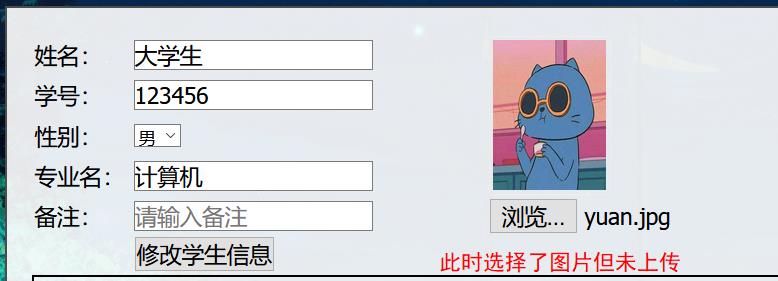 姓名： 大学生
学号： 123456
性别： 男
专业名： 计算机
备注： 请输入备注
浏览... yuan.jpg
修改学生信息
此时选择了图片但未上传